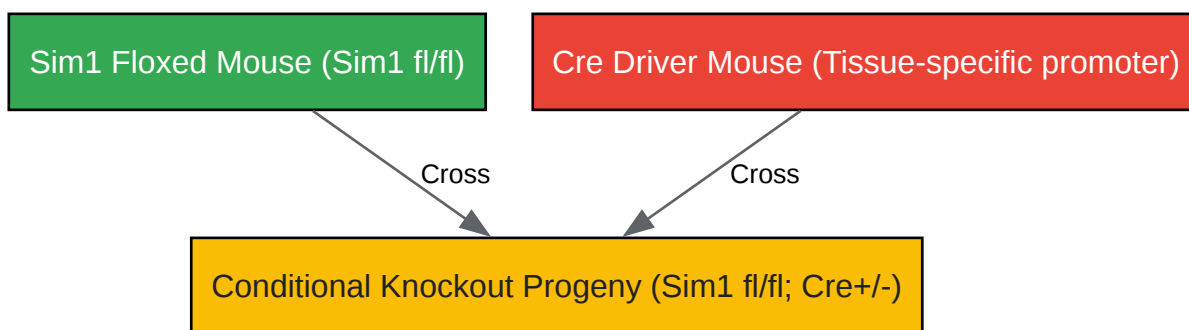 Sim1 Floxed Mouse (Sim1 fl/fl)
Cre Driver Mouse (Tissue-specific promoter)
Cross
Cross
Conditional Knockout Progeny (Sim1 fl/fl; Cre+/-)